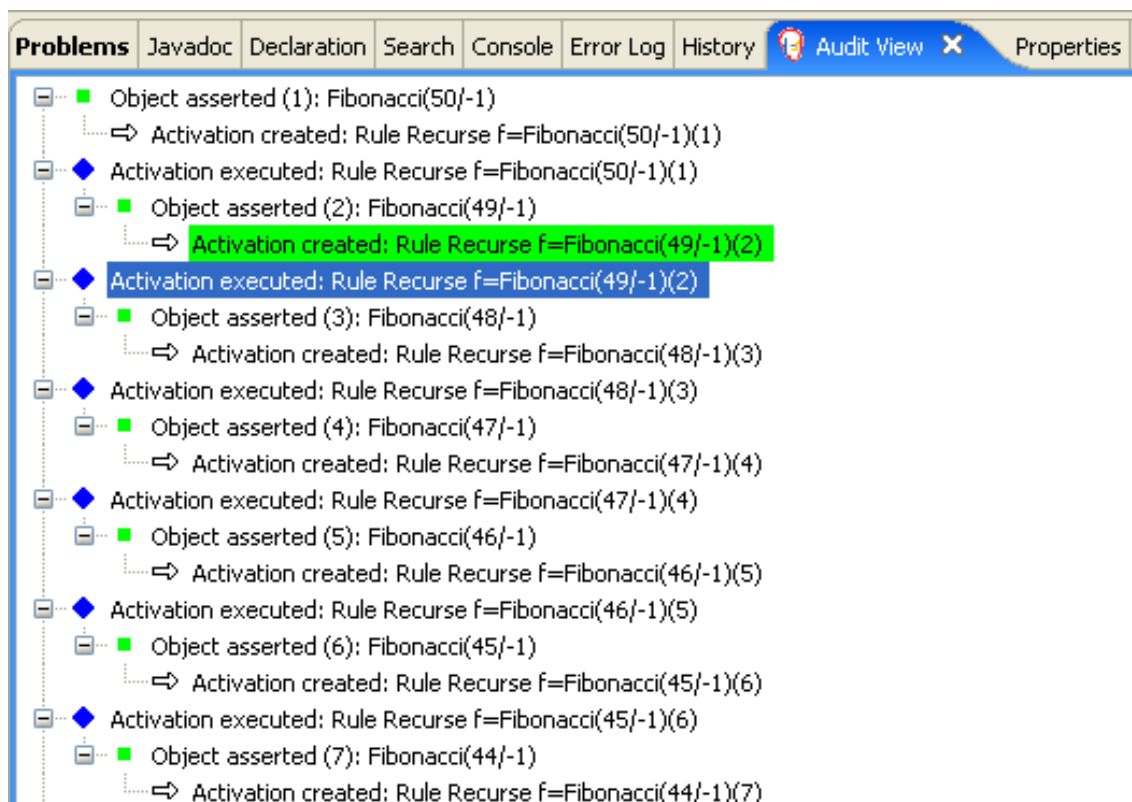 Problems Javadoc Declaration Search Console Error Log History Audit View Properties
Object asserted (1): Fibonacci(50/-1)
Activation created: Rule Recurse f=Fibonacci(50/-1)(1)
Activation executed: Rule Recurse f=Fibonacci(50/-1)(1)
Object asserted (2): Fibonacci(49/-1)
Activation created: Rule Recurse f=Fibonacci(49/-1)(2)
Activation executed: Rule Recurse f=Fibonacci(49/-1)(2)
Object asserted (3): Fibonacci(48/-1)
Activation created: Rule Recurse f=Fibonacci(48/-1)(3)
Activation executed: Rule Recurse f=Fibonacci(48/-1)(3)
Object asserted (4): Fibonacci(47/-1)
Activation created: Rule Recurse f=Fibonacci(47/-1)(4)
Activation executed: Rule Recurse f=Fibonacci(47/-1)(4)
Object asserted (5): Fibonacci(46/-1)
Activation created: Rule Recurse f=Fibonacci(46/-1)(5)
Activation executed: Rule Recurse f=Fibonacci(46/-1)(5)
Object asserted (6): Fibonacci(45/-1)
Activation created: Rule Recurse f=Fibonacci(45/-1)(6)
Activation executed: Rule Recurse f=Fibonacci(45/-1)(6)
Object asserted (7): Fibonacci(44/-1)
Activation created: Rule Recurse f=Fibonacci(44/-1)(7)